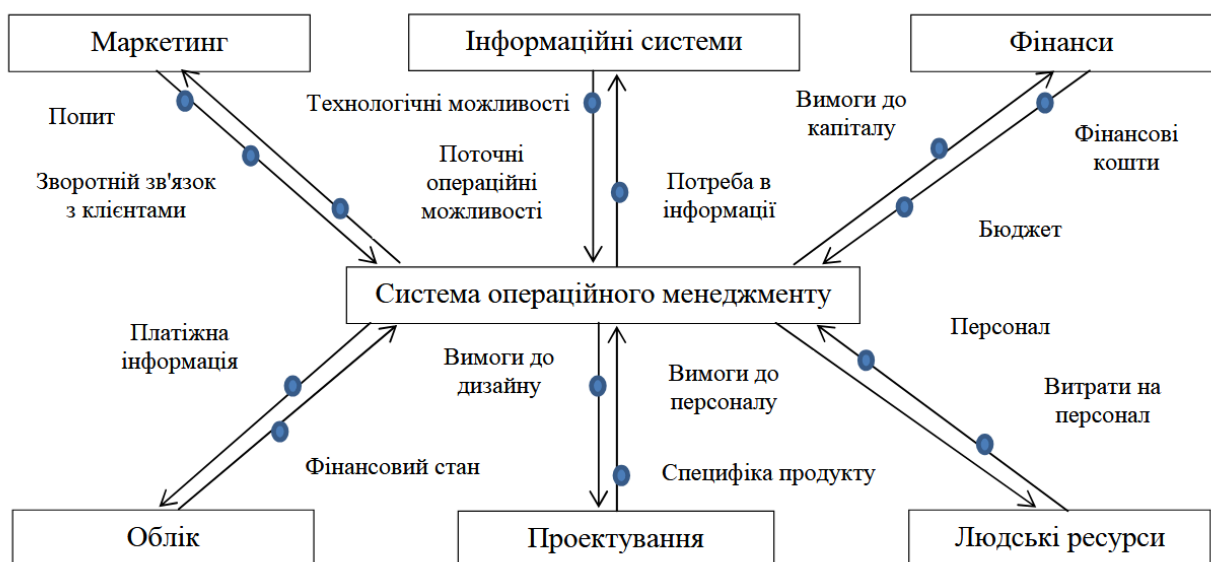 Маркетинг
Інформаційні системи
Фінанси
Попит
Зворотній зв'язок
з клієнтами
Технологічні можливості
Поточні
операційні
можливості
Потреба в
інформації
Вимоги до
капіталу
Фінансові
кошти
Бюджет
Система операційного менеджменту
Платіжна
інформація
Фінансовий стан
Вимоги до
дизайну
Вимоги до
персоналу
Специфіка продукту
Персонал
Витрати на
персонал
Облік
Проектування
Людські ресурси